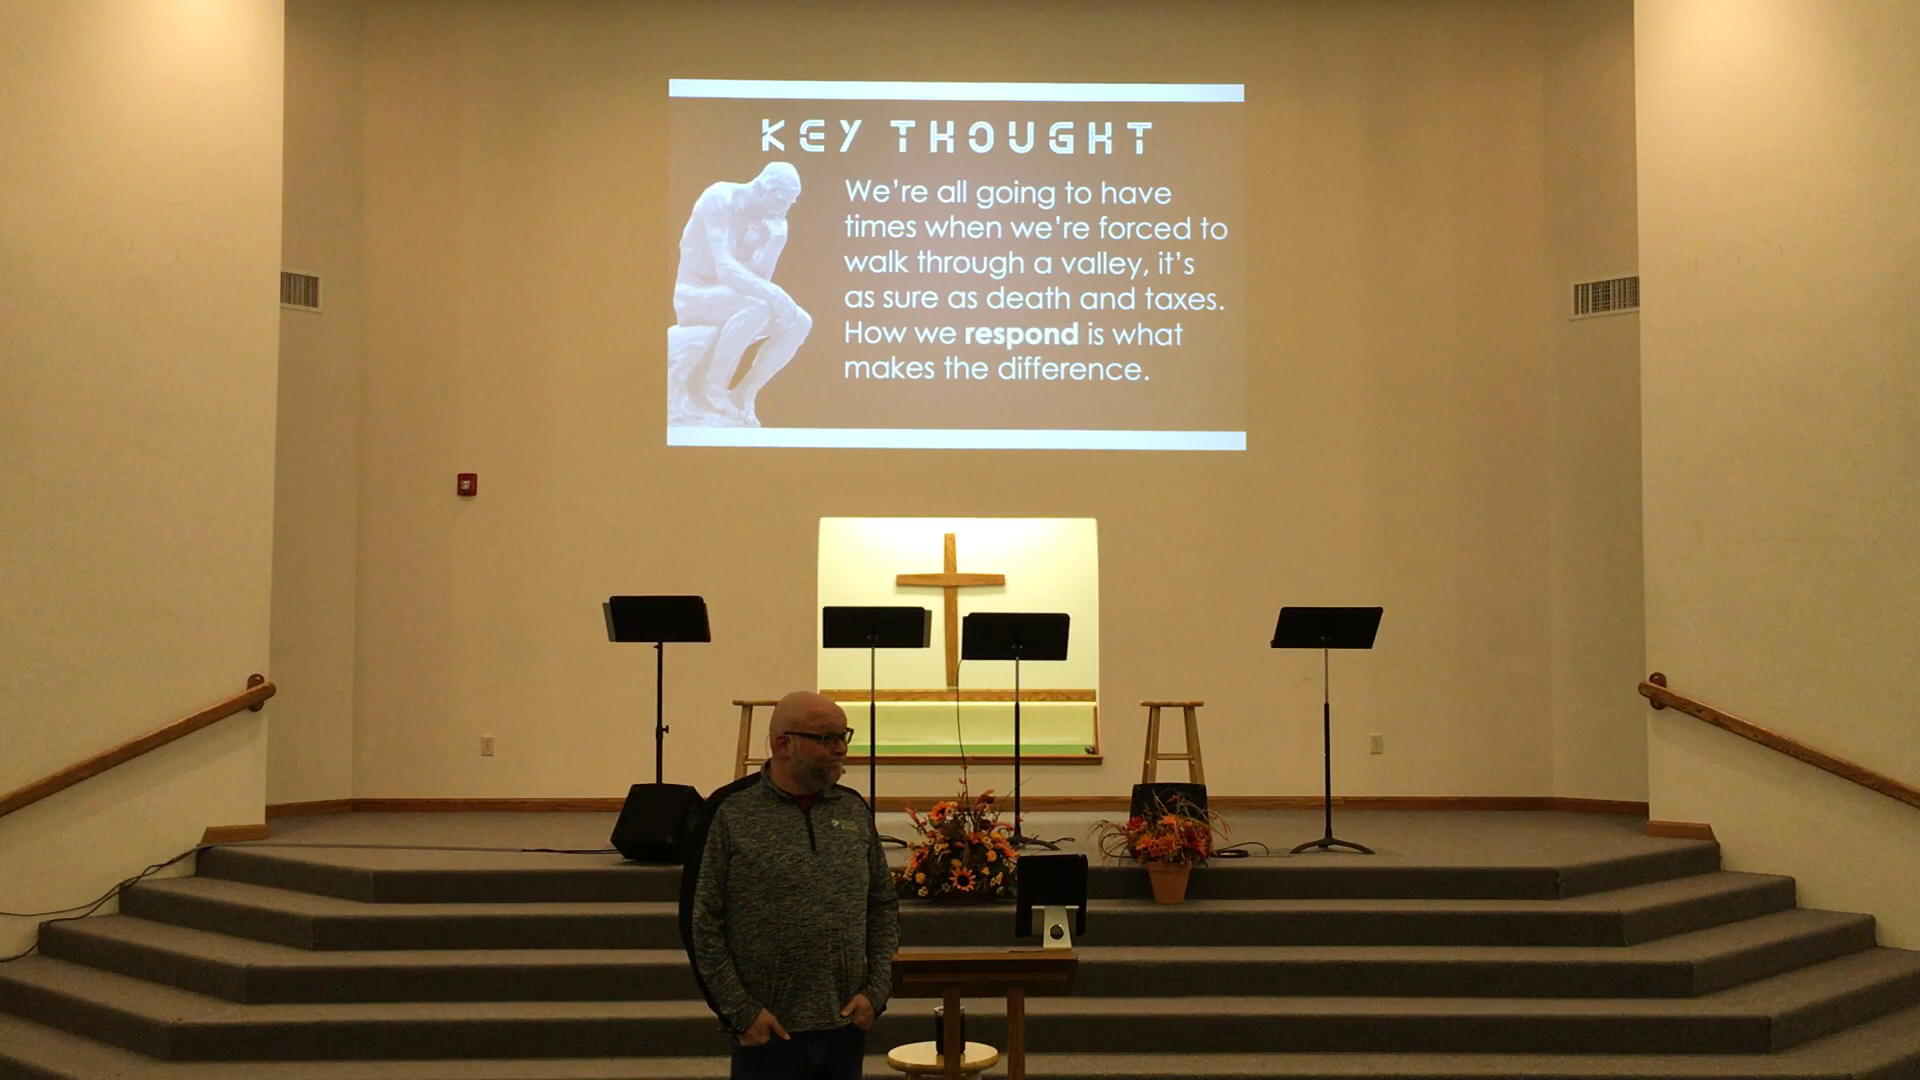 KEY THOUGHT
We're all going to have
times when we're forced to
walk through a valley, it's
as sure as death and taxes.
How we respond is what
makes the difference.